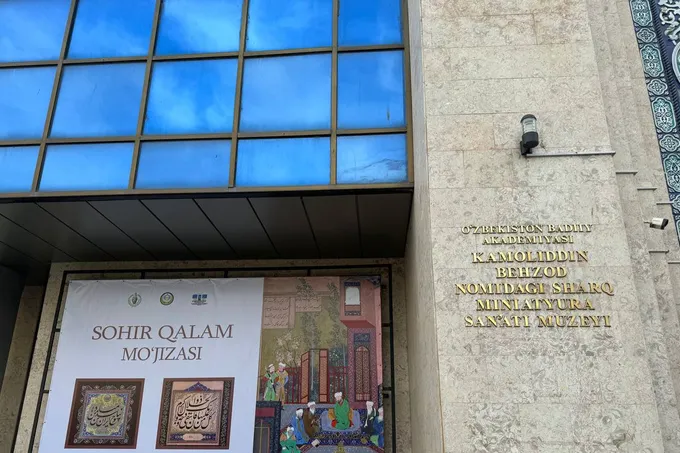 O'ZBEKISTON BADIIY
AKADEMIYASI
KAMOLIDDIN
BEHZOD
NOMIDAGI SHARQ
MINIATYURA
SAN'ATI MUZEYI
SOHIR QALAM
MO'JIZASI